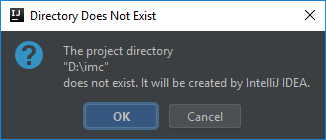 Directory Does Not Exist
The project directory
"D:\imc"
does not exist. It will be created by IntelliJ IDEA.
OK
Cancel